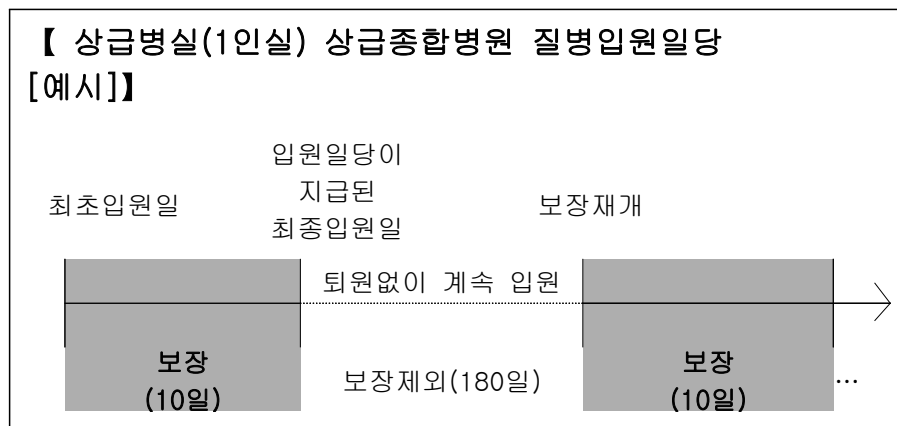 【 상급병실(1인실) 상급종합병원 질병입원일당
[예시]】
입원일당이
지급된
최종입원일
최초입원일
보장재개
퇴원없이 계속 입원
보장
(10일)
보장제외(180일)
보장
(10일)
…